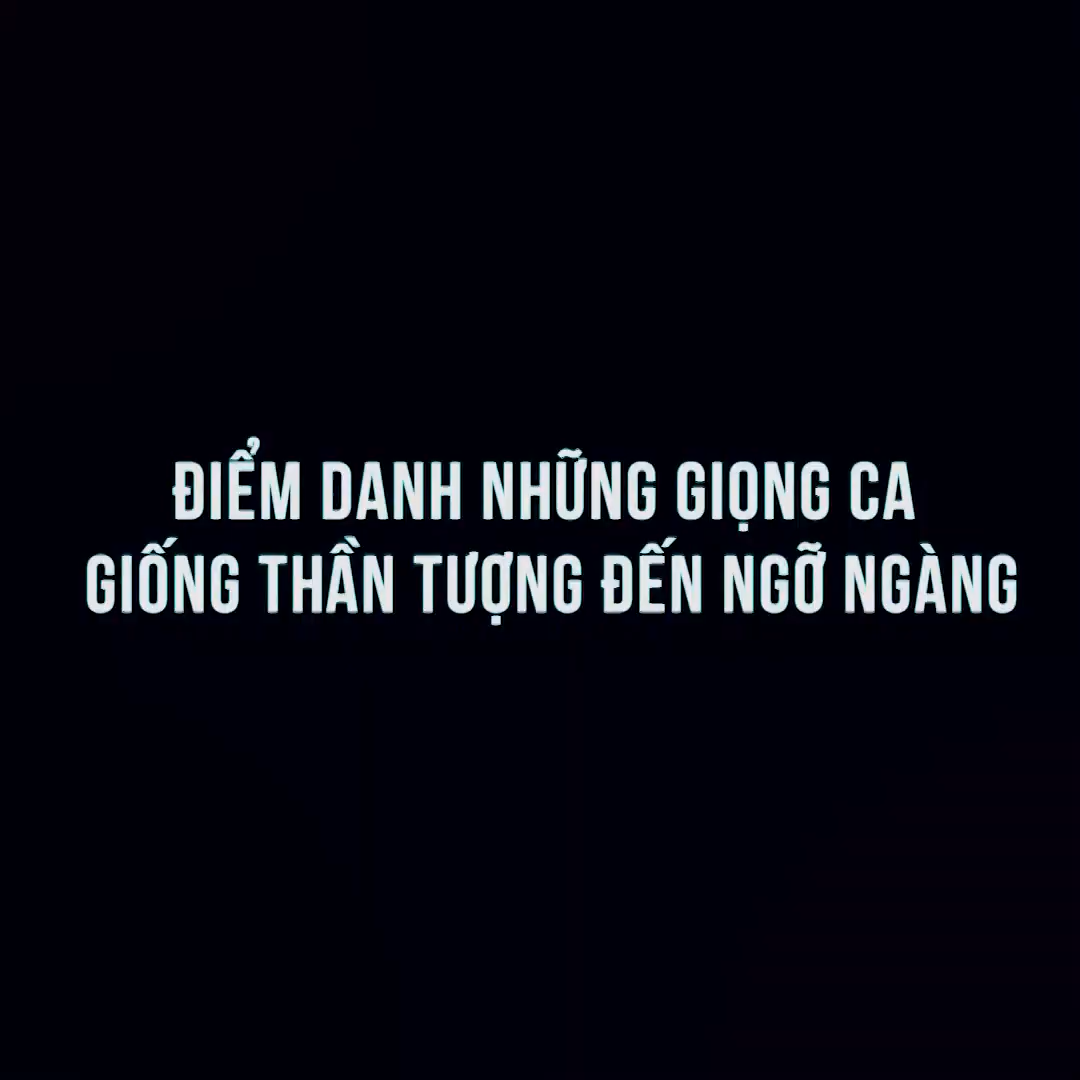 ĐIỂM DANH NHỮNG GIỌNG CA
GIỐNG THẦN TƯỢNG ĐẾN NGỠ NGÀNG